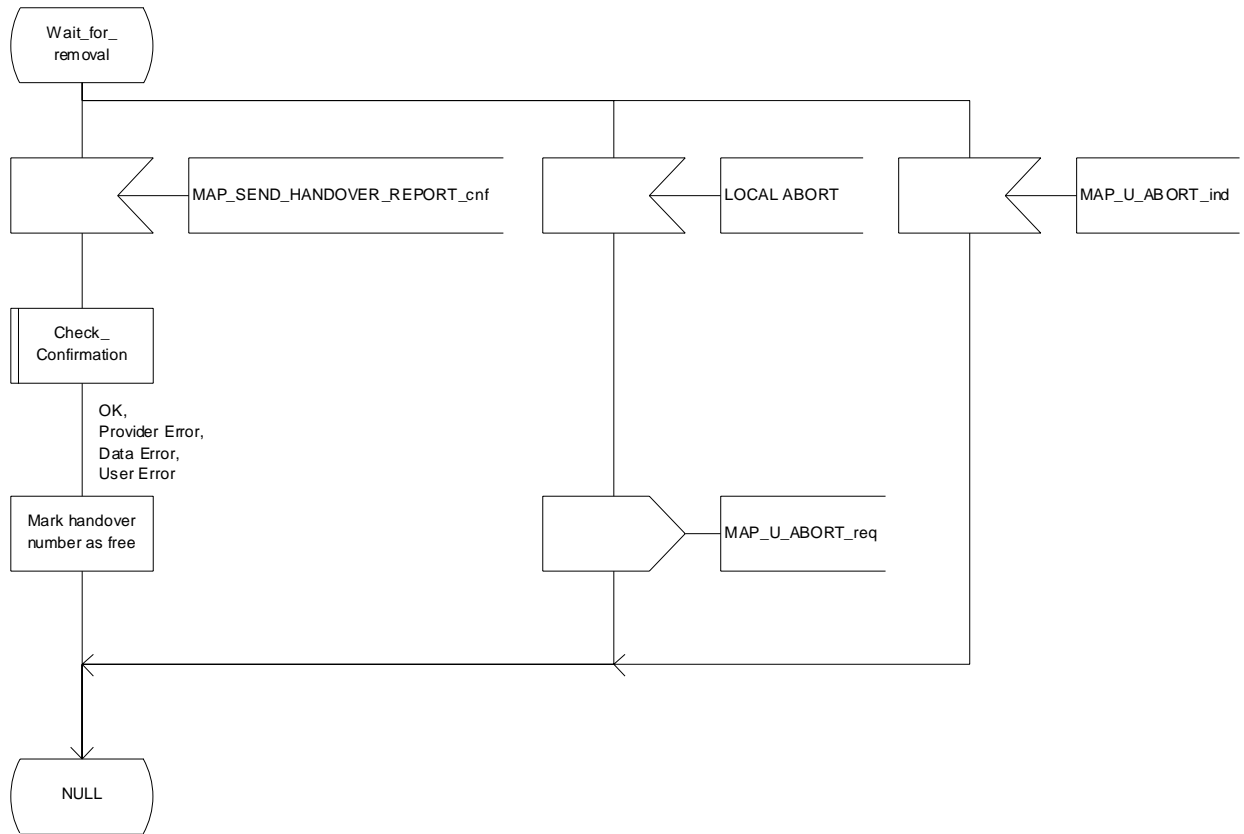 Wait_for_
removal
MAP_SEND_HANDOVER_REPORT_cnf
LOCAL ABORT
MAP_U_ABORT_ind
Check_
Confirmation
OK,
Provider Error,
Data Error,
User Error
Mark handover
number as free
MAP_U_ABORT_req
NULL